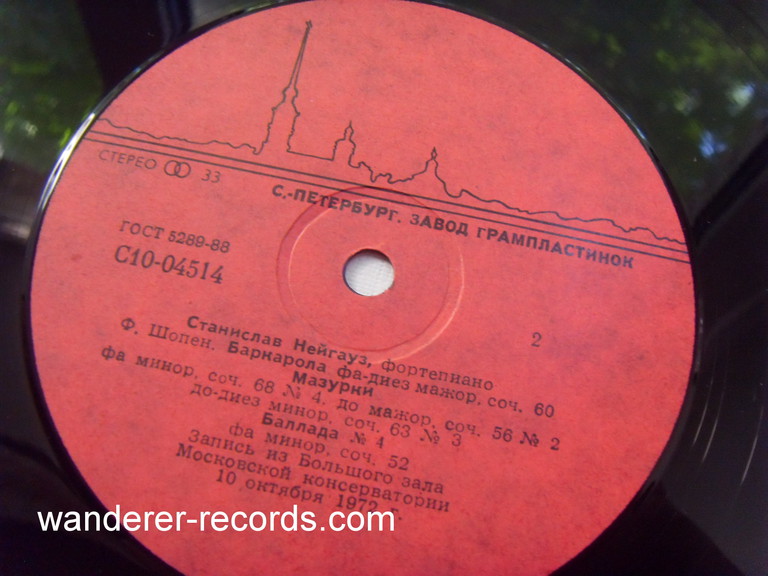 СТЕРЕО 33
С.-ПЕТЕРБУРГ. ЗАВОД ГРАМПЛАСТИНОК
ГОСТ 5289-88
С10-04514
2
Станислав Нейгауз, фортепиано
Ф. Шопен. Баркарола фа-диез мажор, соч. 60
Мазурки
фа минор, соч. 68 № 4, до мажор, соч. 56 № 2
до-диез минор, соч. 63 № 3
Баллада № 4
фа минор, соч. 52
Запись из Большого зала
Московской консерватории
10 октября 1972 г.
wanderer-records.com